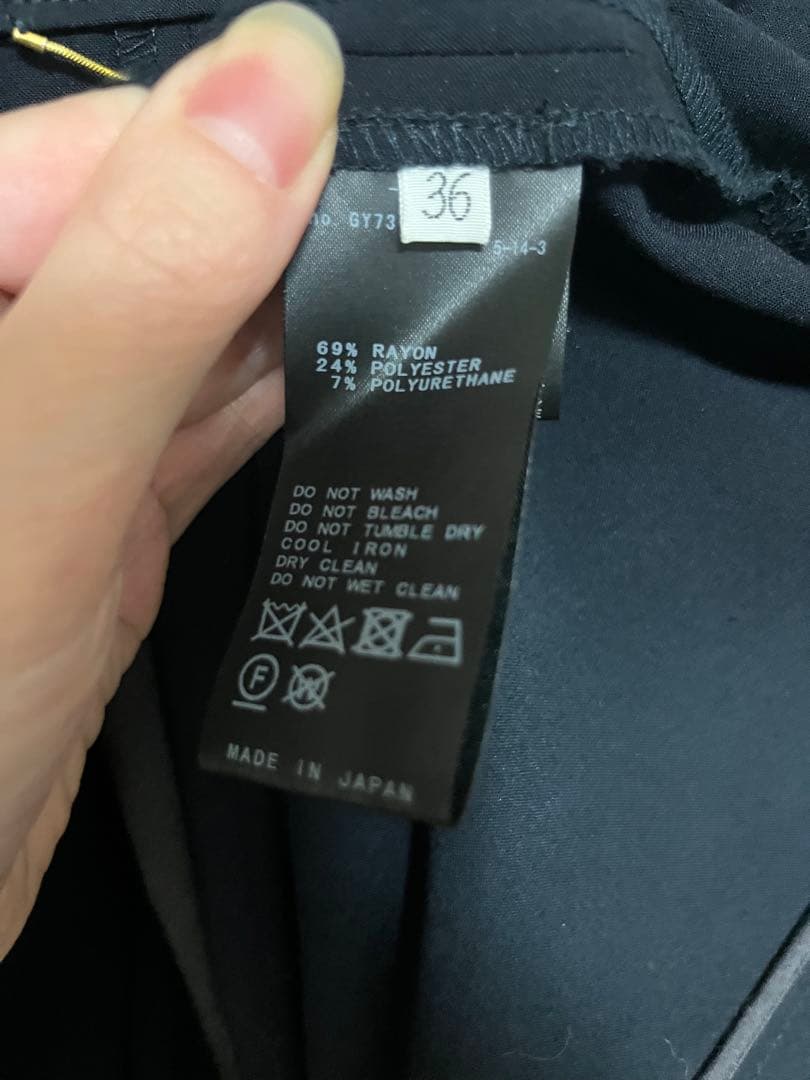 36
no. GY73
5-14-3
69% RAYON
24% POLYESTER
7% POLYURETHANE
DO NOT WASH
DO NOT BLEACH
DO NOT TUMBLE DRY
COOL IRON
DRY CLEAN
DO NOT WET CLEAN
F
W
MADE IN JAPAN